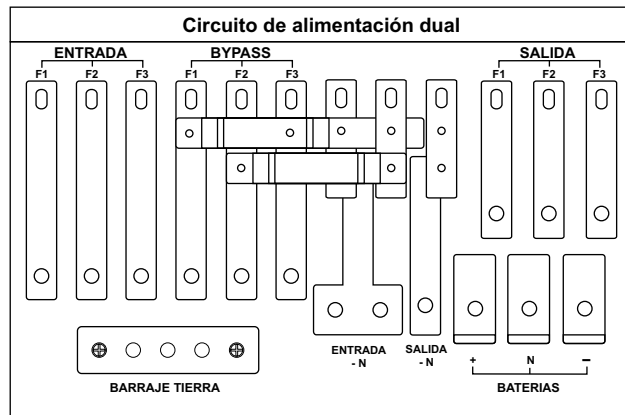 Circuito de alimentación dual
ENTRADA BYPASS SALIDA
F1 F2 F3 F1 F2 F3 F1 F2 F3
ENTRADA
- N
SALIDA
- N
+ N −
BARRAJE TIERRA
BATERIAS